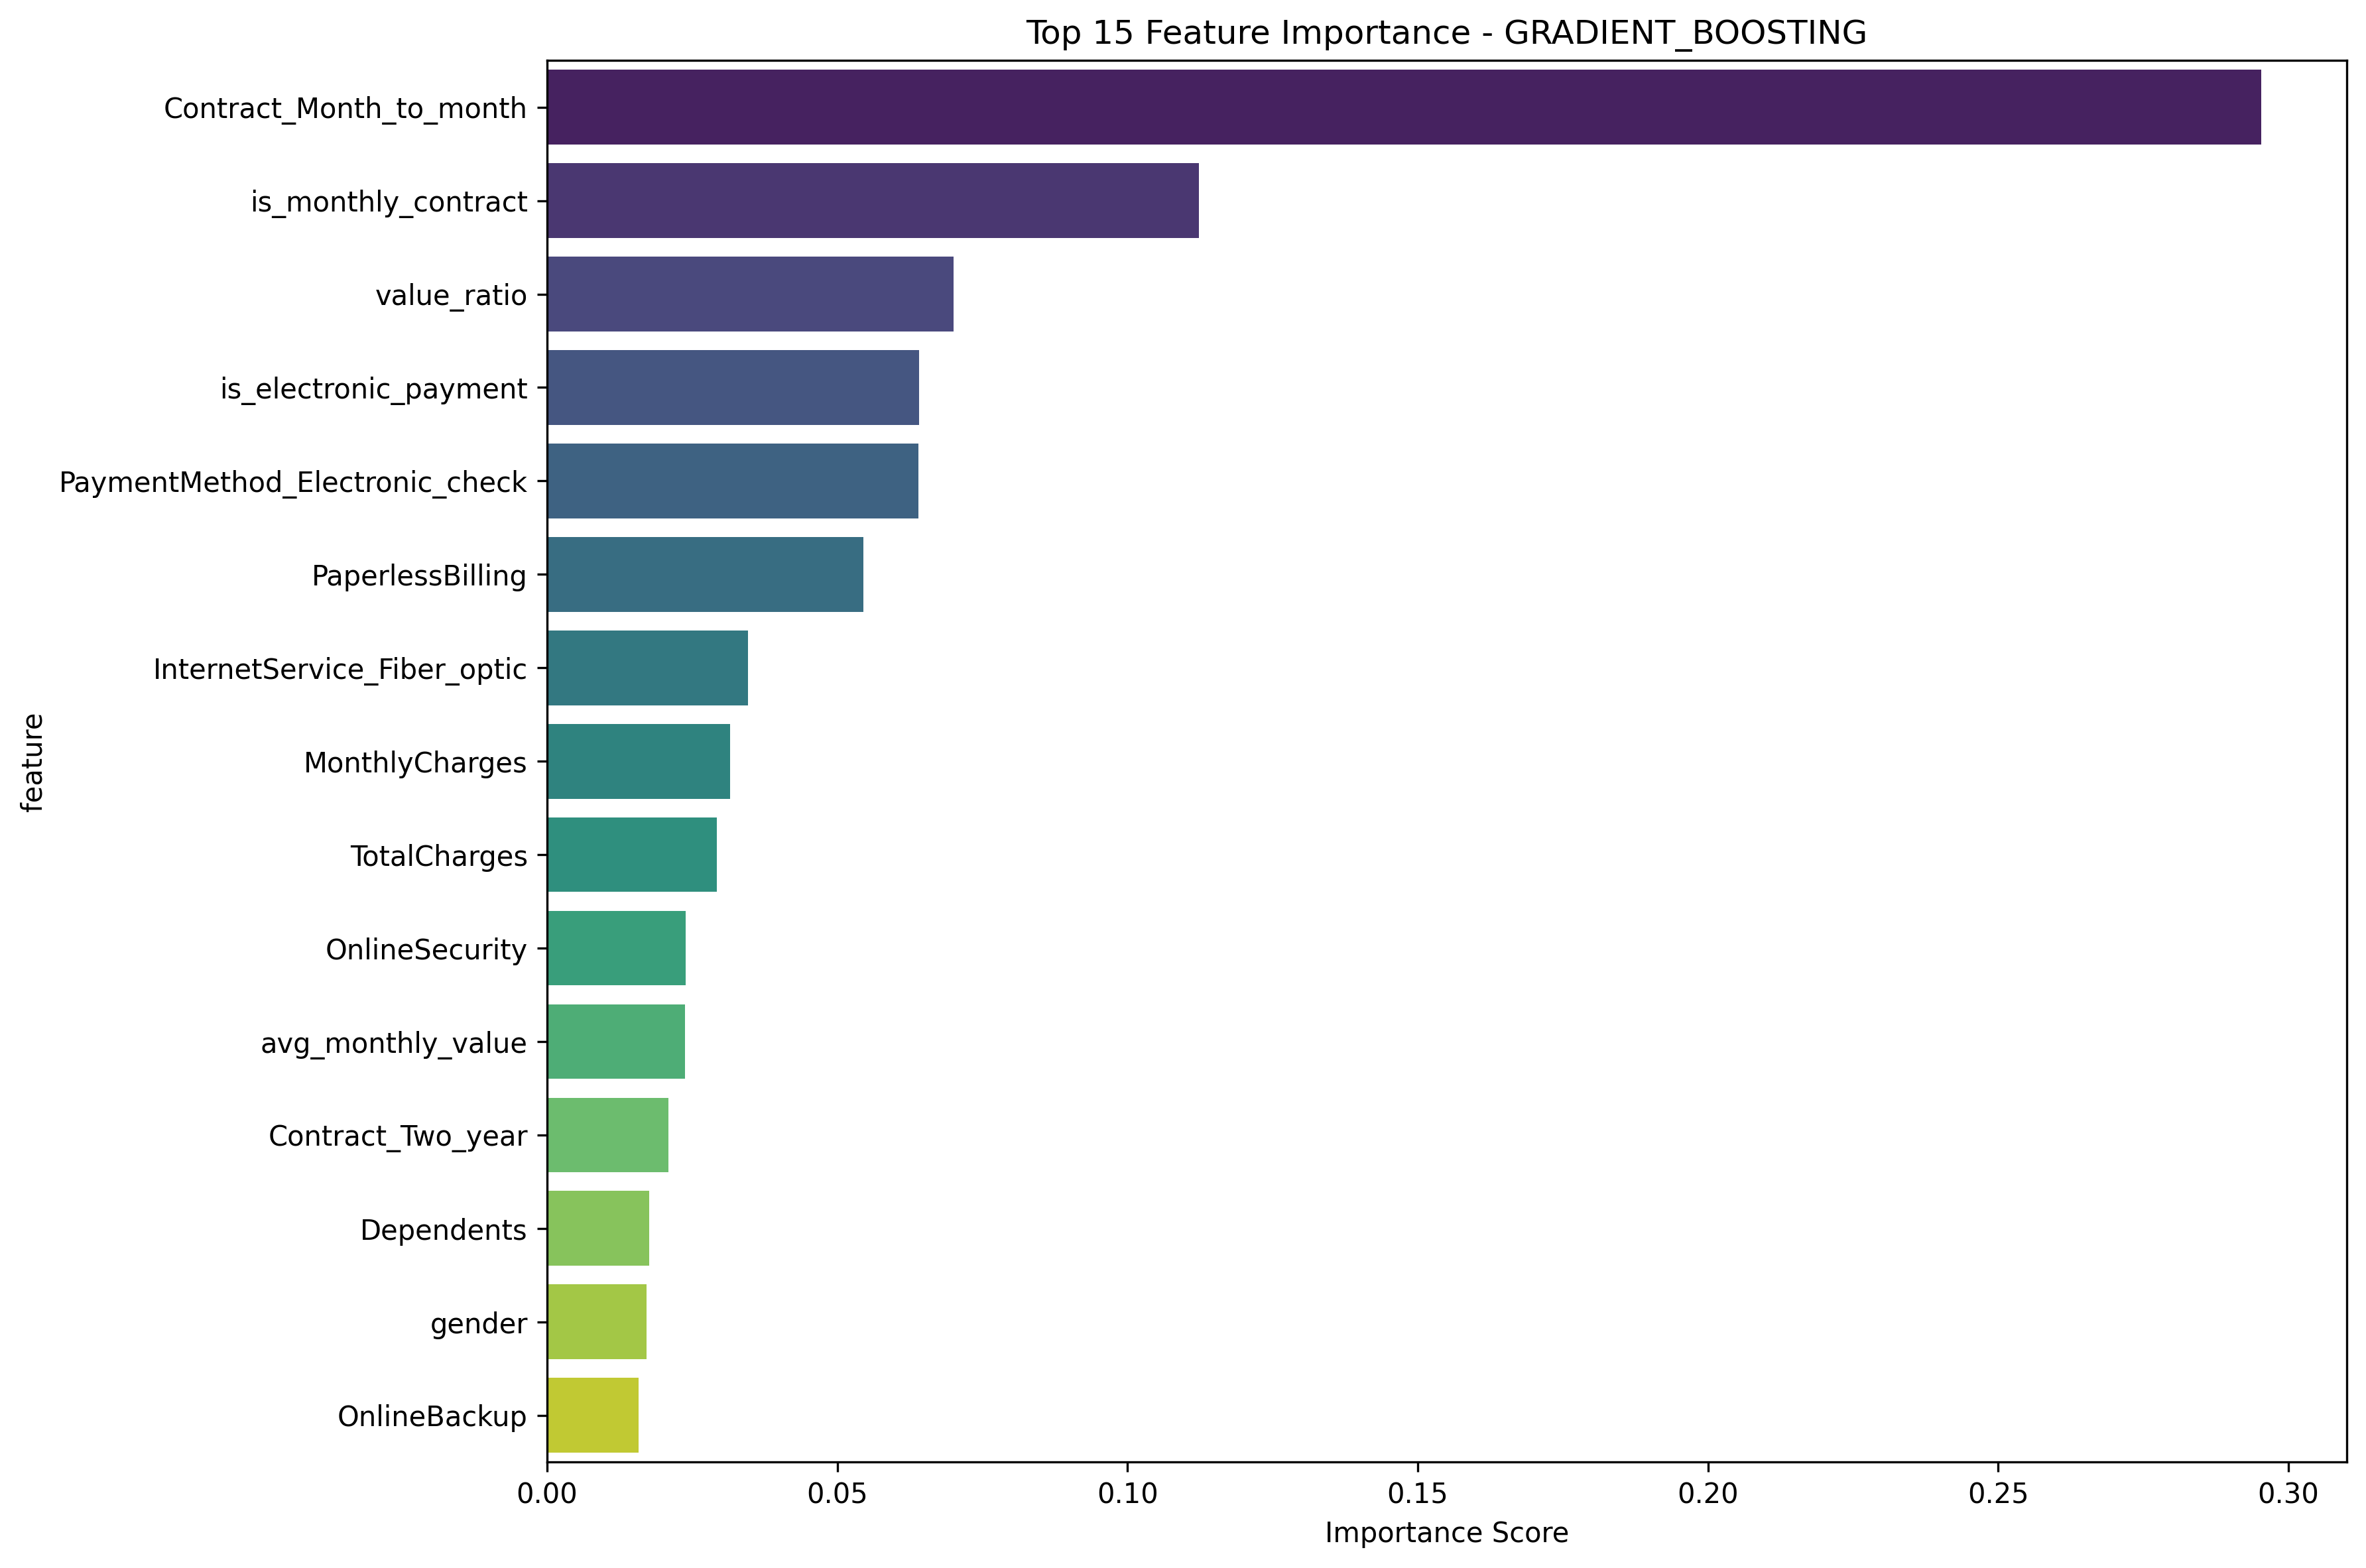 Top 15 Feature Importance - GRADIENT_BOOSTING
Contract_Month_to_month
is_monthly_contract
value_ratio
is_electronic_payment
PaymentMethod_Electronic_check
PaperlessBilling
InternetService_Fiber_optic
MonthlyCharges
TotalCharges
OnlineSecurity
avg_monthly_value
Contract_Two_year
Dependents
gender
OnlineBackup
feature
0.00 0.05 0.10 0.15 0.20 0.25 0.30
Importance Score